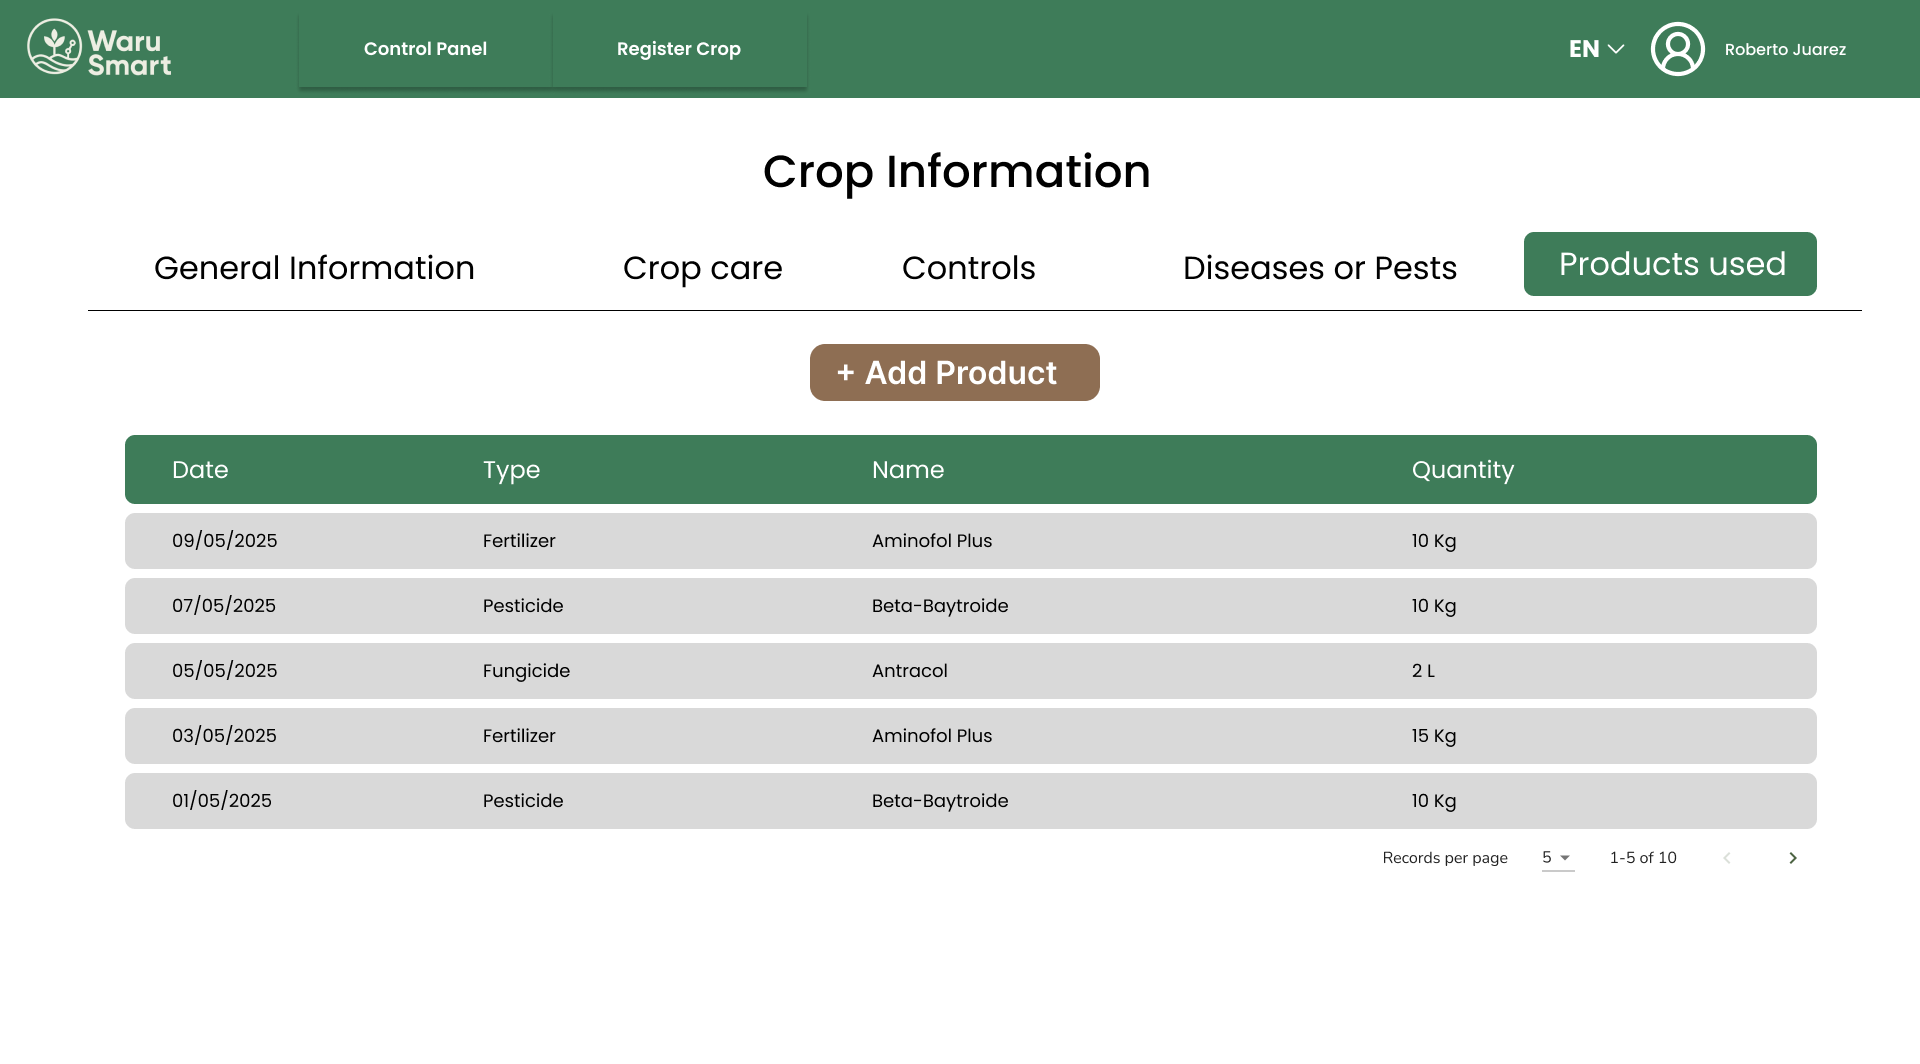 Waru
Smart
Control Panel
Register Crop
EN
Roberto Juarez
Crop Information
General Information
Crop care
Controls
Diseases or Pests
Products used
+ Add Product
Date Type Name Quantity
09/05/2025 Fertilizer Aminofol Plus 10 Kg
07/05/2025 Pesticide Beta-Baytroide 10 Kg
05/05/2025 Fungicide Antracol 2 L
03/05/2025 Fertilizer Aminofol Plus 15 Kg
01/05/2025 Pesticide Beta-Baytroide 10 Kg
Records per page 5 1-5 of 10